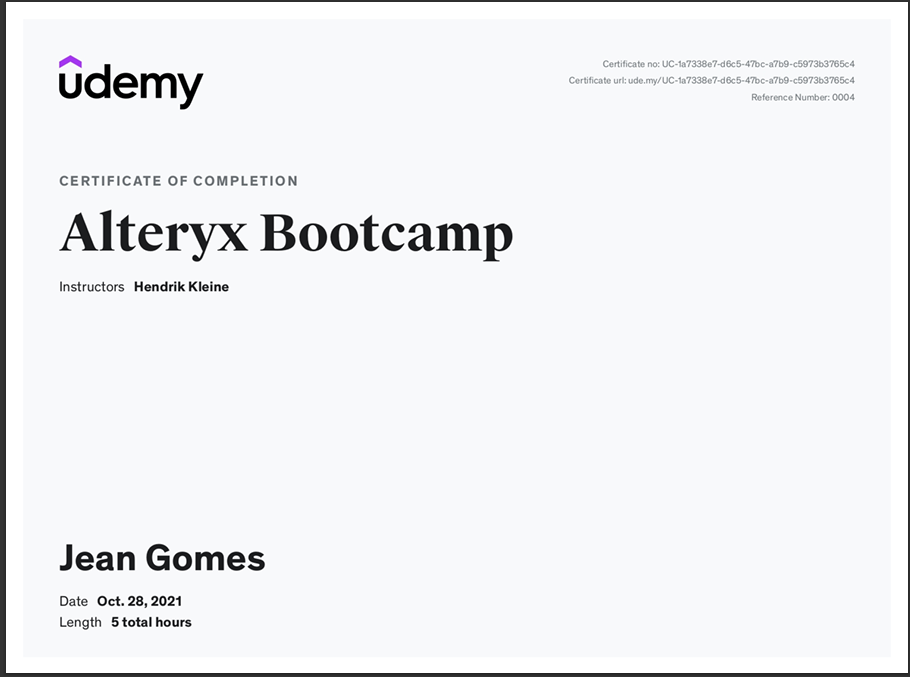 udemy
Certificate no: UC-1a7338e7-d6c5-47bc-a7b9-c5973b3765c4
Certificate url: ude.my/UC-1a7338e7-d6c5-47bc-a7b9-c5973b3765c4
Reference Number: 0004
CERTIFICATE OF COMPLETION
Alteryx Bootcamp
Instructors Hendrik Kleine
Jean Gomes
Date Oct. 28, 2021
Length 5 total hours